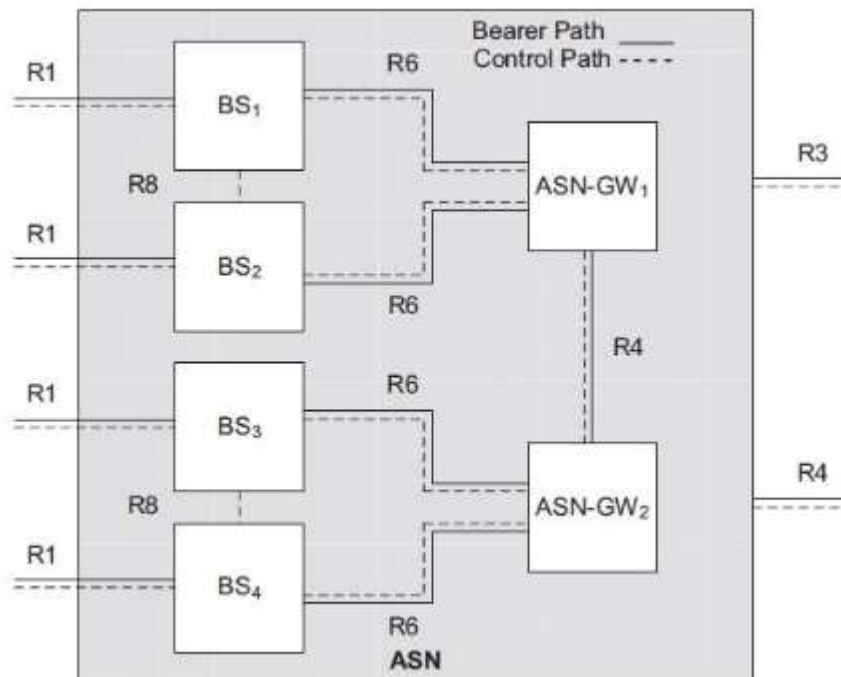 Bearer Path
Control Path
R1
BS1
R6
R8
R1
BS2
R6
ASN-GW1
R3
R4
R1
BS3
R6
R8
R1
BS4
R6
ASN-GW2
R4
ASN